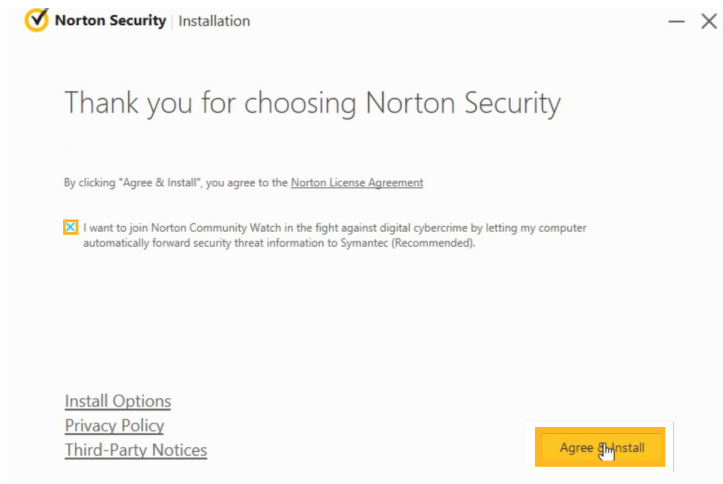 Norton Security | Installation
Thank you for choosing Norton Security
By clicking "Agree & Install", you agree to the Norton License Agreement
I want to join Norton Community Watch in the fight against digital cybercrime by letting my computer
automatically forward security threat information to Symantec (Recommended).
Install Options
Privacy Policy
Third-Party Notices
Agree & Install